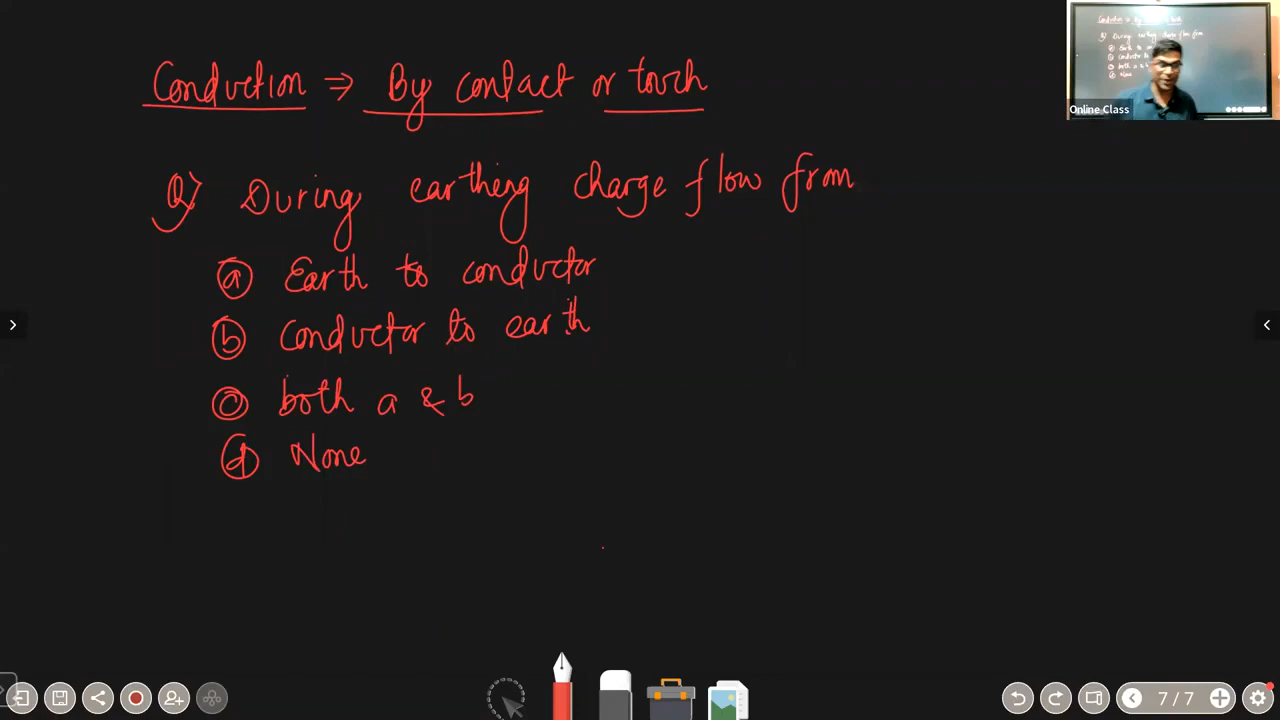 Conduction ⇒ By contact or touch
Q) During earthing charge flow from
(a) Earth to conductor
(b) conductor to earth
(c) both a & b
(d) None
Online Class
7/7